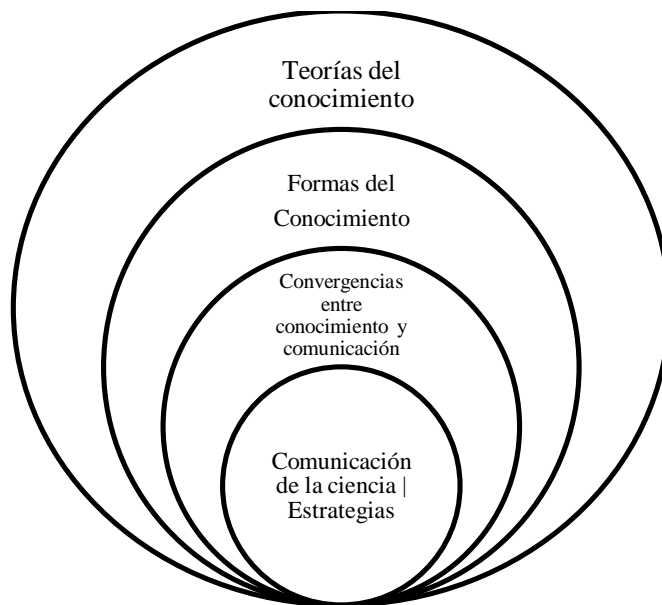 Teorías del
conocimiento
Formas del
Conocimiento
Convergencias
entre
conocimiento y
comunicación
Comunicación
de la ciencia |
Estrategias